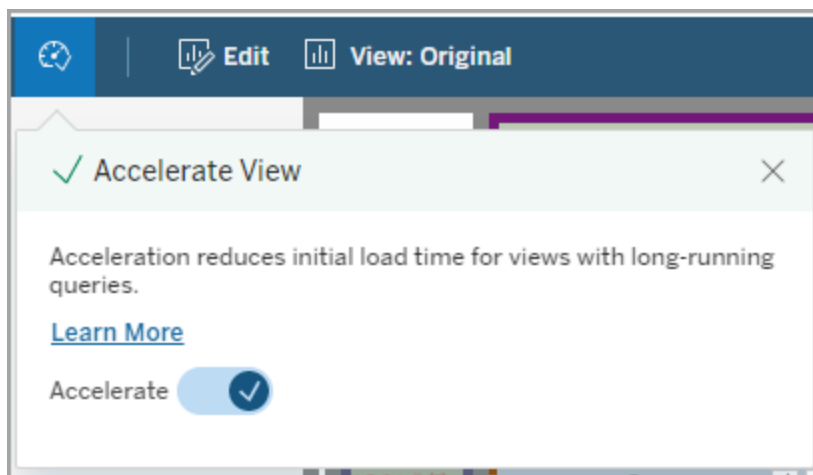 Edit View: Original
Accelerate View
Acceleration reduces initial load time for views with long-running
queries.
Learn More
Accelerate